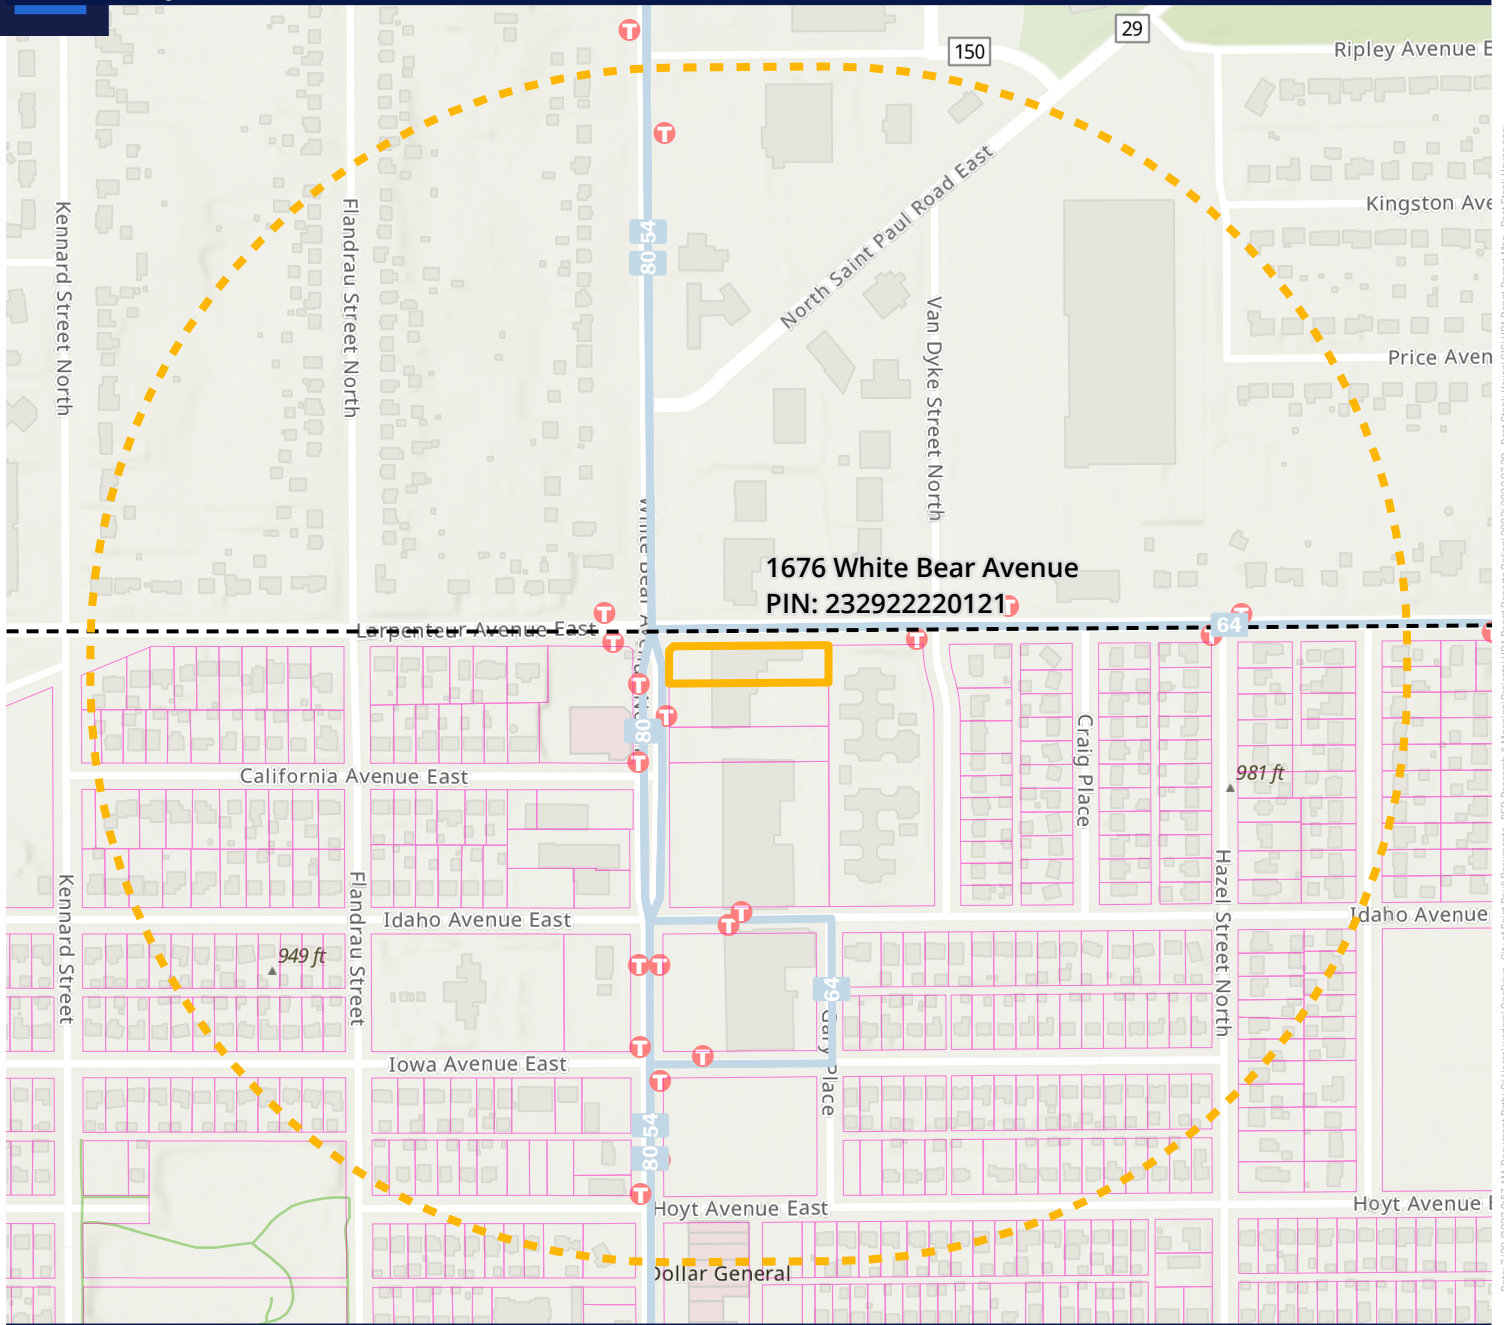 29
150
Ripley Avenue E
Kingston Ave
Price Aven
Kennard Street North
Flandrau Street North
80 54
North Saint Paul Road East
Van Dyke Street North
1676 White Bear Avenue
PIN: 232922220121
Larpenteur Avenue East
64
80
California Avenue East
Craig Place
981 ft
Idaho Avenue East
Idaho Avenue
Kennard Street
Flandrau Street
949 ft
Hazel Street North
64
Gary Place
Iowa Avenue East
80 54
Hoyt Avenue East
Hoyt Avenue E
Dollar General